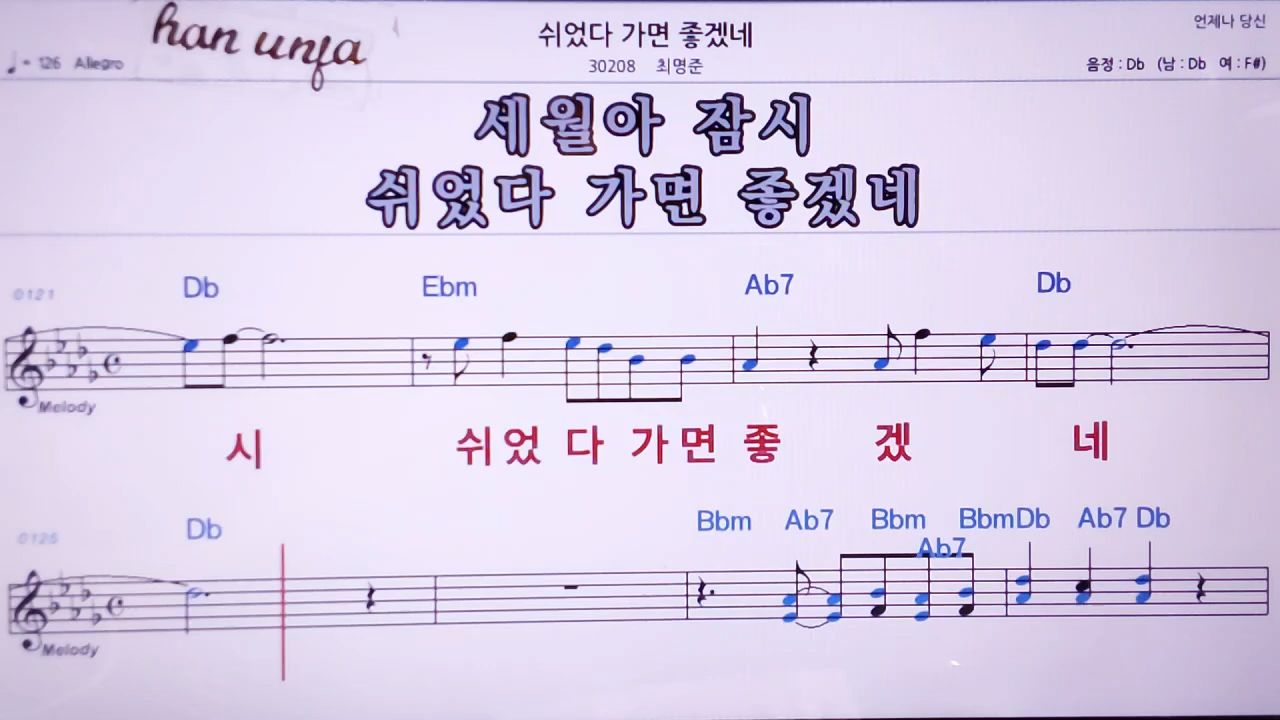 han unfa
쉬었다 가면 좋겠네
언제나 당신
♩= 126 Allegro
30208 최명준
음정 : Db (남 : Db 여 : F#)
세월아 잠시
쉬었다 가면 좋겠네
0121
Db Ebm Ab7 Db
Melody
시 쉬었다 가면 좋 겠 네
0125
Db Bbm Ab7 Bbm Ab7 Bbm Db Ab7 Db
Melody